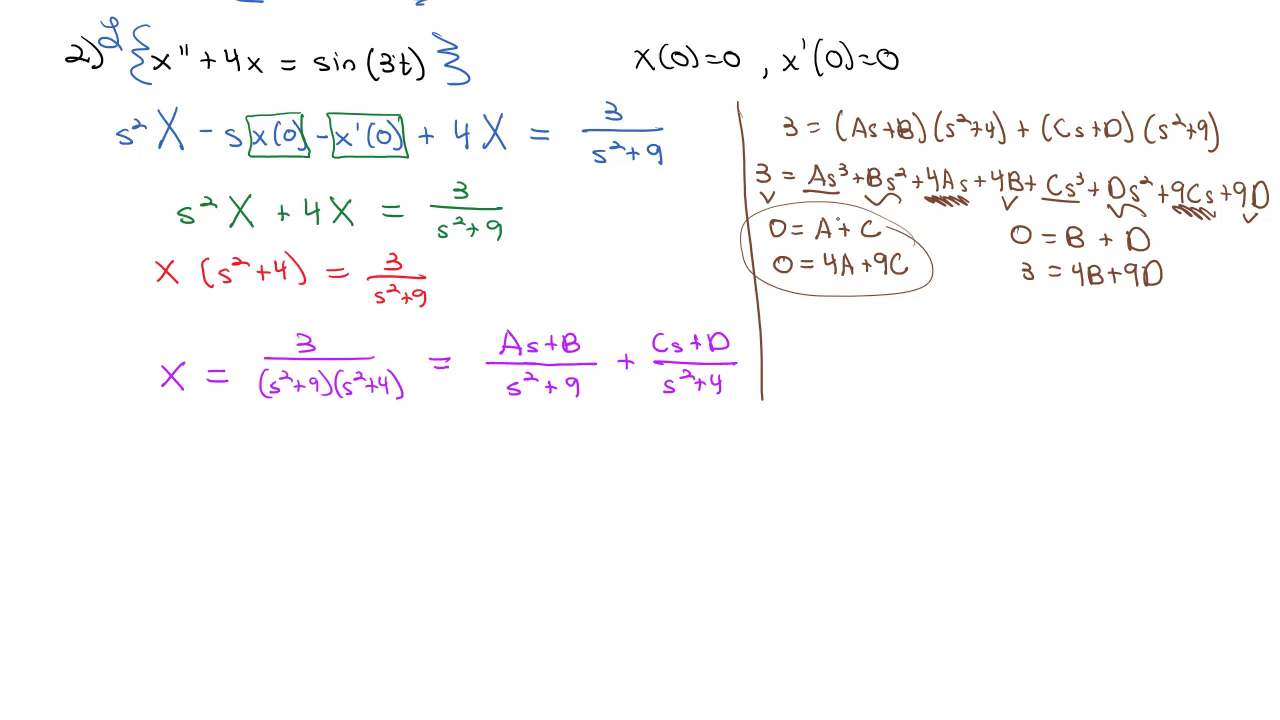 2) ℒ{ x" + 4x = sin(3t) } x(0)=0 , x'(0)=0
s²X - s x(0) - x'(0) + 4X = 3/(s²+9)
s²X + 4X = 3/(s²+9)
X (s²+4) = 3/(s²+9)
X = 3/((s²+9)(s²+4)) = (As+B)/(s²+9) + (Cs+D)/(s²+4)
3 = (As+B)(s²+4) + (Cs+D)(s²+9)
3 = As³ + Bs² + 4As + 4B + Cs³ + Ds² + 9Cs + 9D
0 = A + C
0 = 4A + 9C
0 = B + D
3 = 4B + 9D